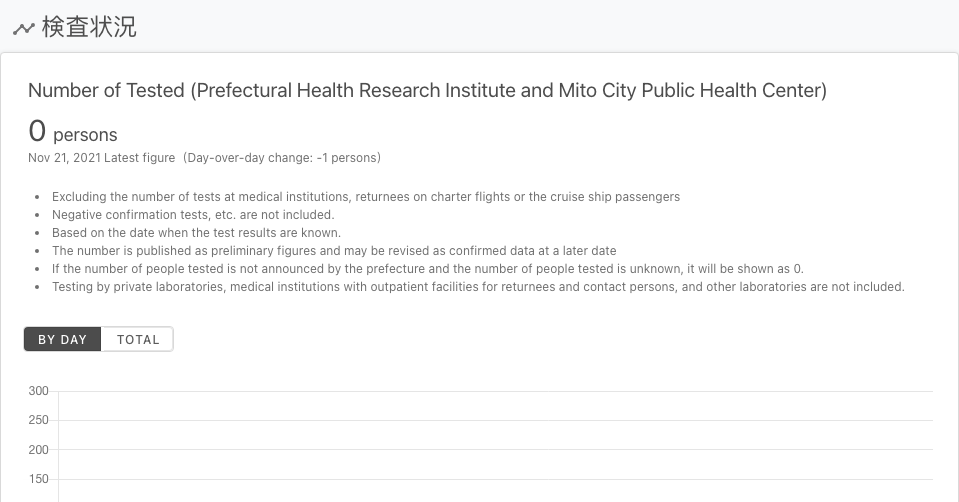 検査状況
Number of Tested (Prefectural Health Research Institute and Mito City Public Health Center)
0 persons
Nov 21, 2021 Latest figure (Day-over-day change: -1 persons)
• Excluding the number of tests at medical institutions, returnees on charter flights or the cruise ship passengers
• Negative confirmation tests, etc. are not included.
• Based on the date when the test results are known.
• The number is published as preliminary figures and may be revised as confirmed data at a later date
• If the number of people tested is not announced by the prefecture and the number of people tested is unknown, it will be shown as 0.
• Testing by private laboratories, medical institutions with outpatient facilities for returnees and contact persons, and other laboratories are not included.
BY DAY TOTAL
300
250
200
150